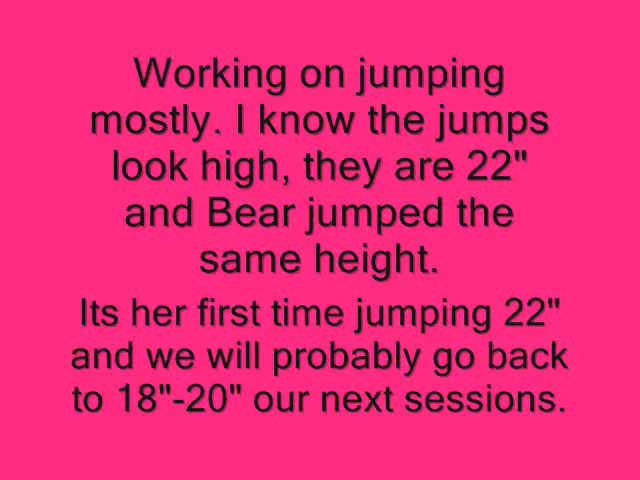 Working on jumping
mostly. I know the jumps
look high, they are 22"
and Bear jumped the
same height.
Its her first time jumping 22"
and we will probably go back
to 18"-20" our next sessions.